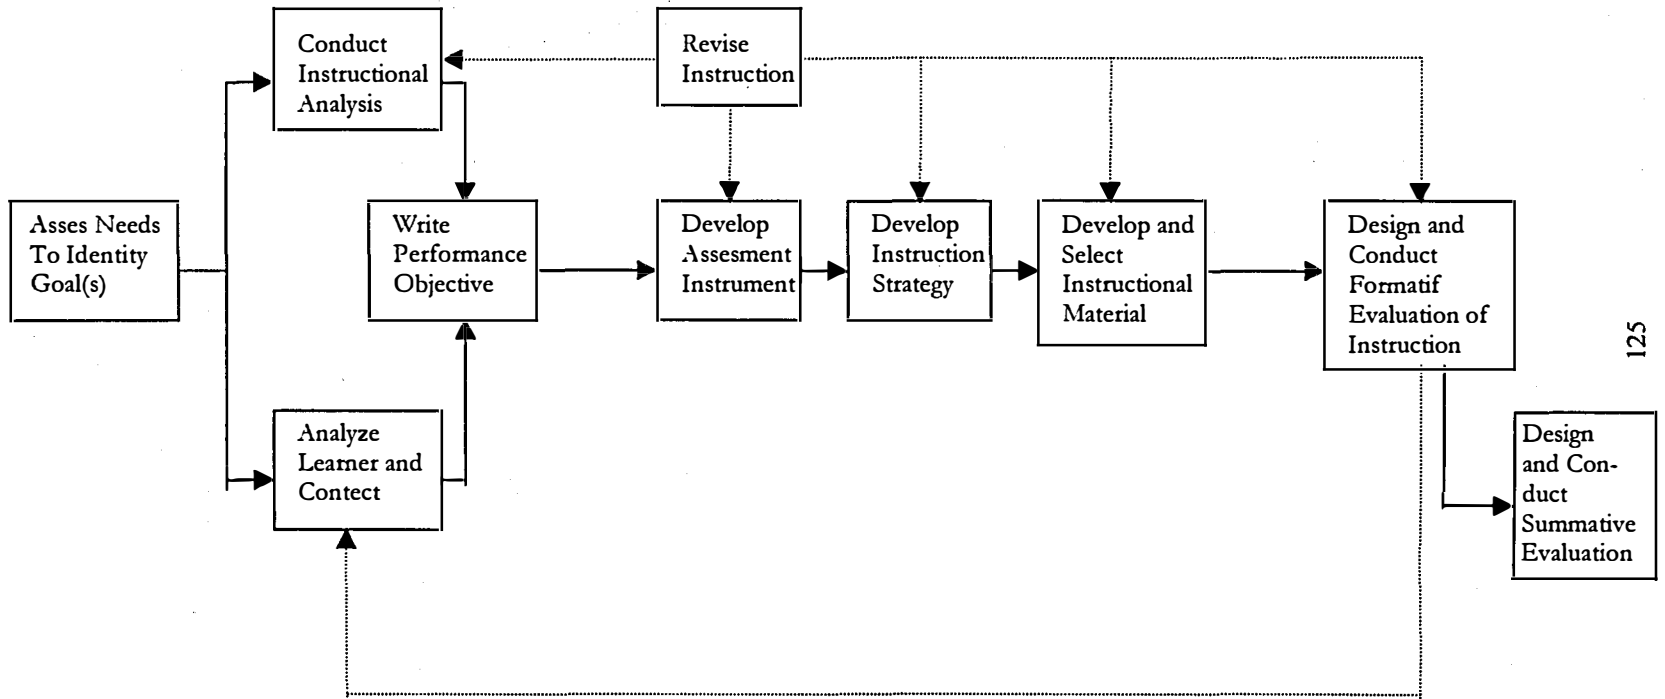 Conduct
Instructional
Analysis
Revise
Instruction
Asses Needs
To Identity
Goal(s)
Write
Performance
Objective
Develop
Assesment
Instrument
Develop
Instruction
Strategy
Develop and
Select
Instructional
Material
Design and
Conduct
Formatif
Evaluation of
Instruction
125
Analyze
Learner and
Contect
Design
and Con-
duct
Summative
Evaluation